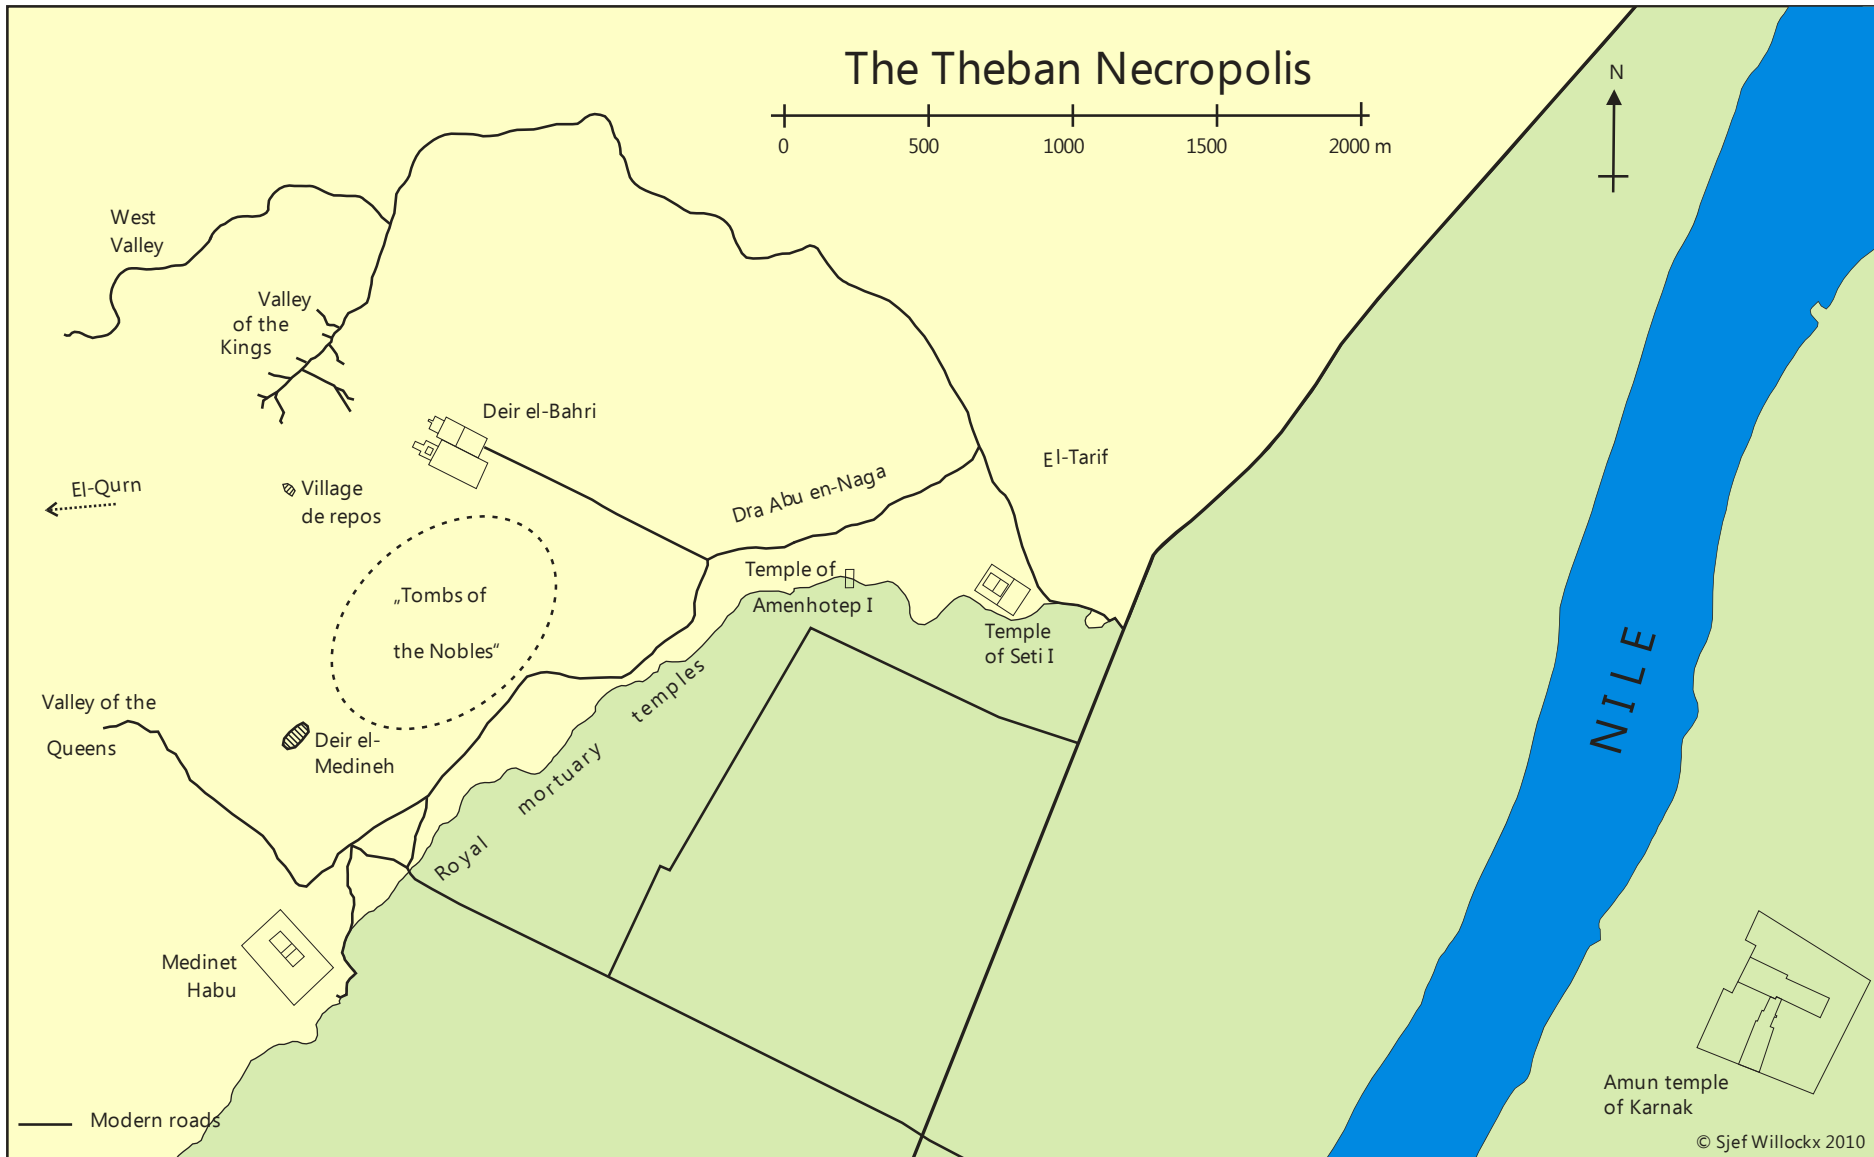 The Theban Necropolis
N
0 500 1000 1500 2000 m
West
Valley
Valley
of the
Kings
Deir el-Bahri
El-Tarif
El-Qurn
Village
de repos
Dra Abu en-Naga
Temple of
Amenhotep I
„Tombs of
the Nobles“
Temple
of Seti I
NILE
Valley of the
Queens
Deir el-
Medineh
Royal mortuary temples
Medinet
Habu
Amun temple
of Karnak
Modern roads
© Sjef Willockx 2010